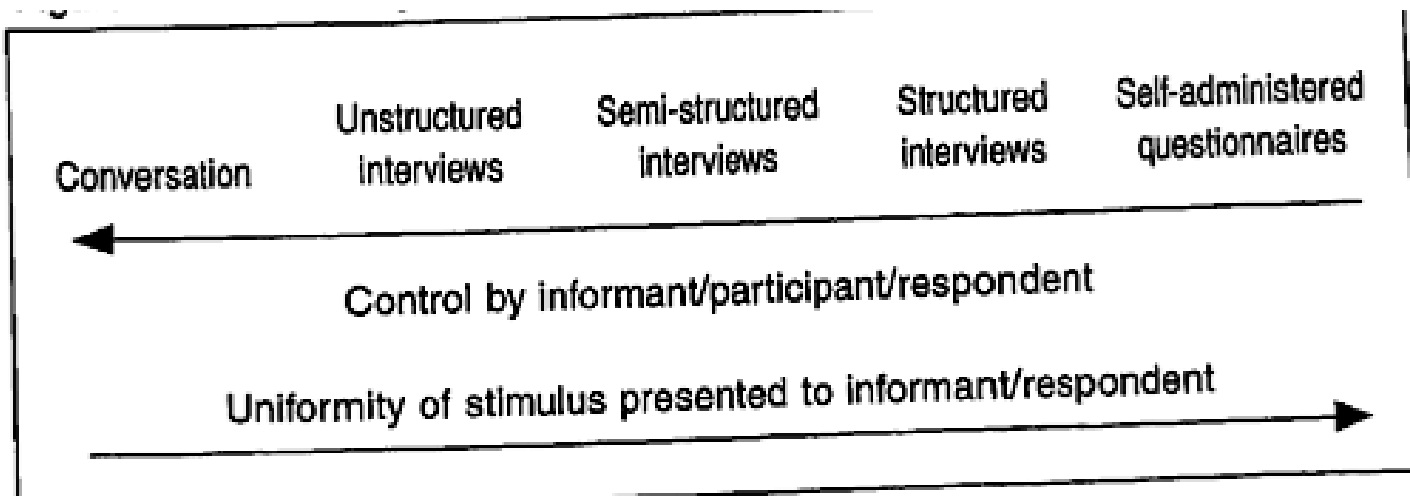 Conversation
Unstructured
interviews
Semi-structured
interviews
Structured
interviews
Self-administered
questionnaires
Control by informant/participant/respondent
Uniformity of stimulus presented to informant/respondent